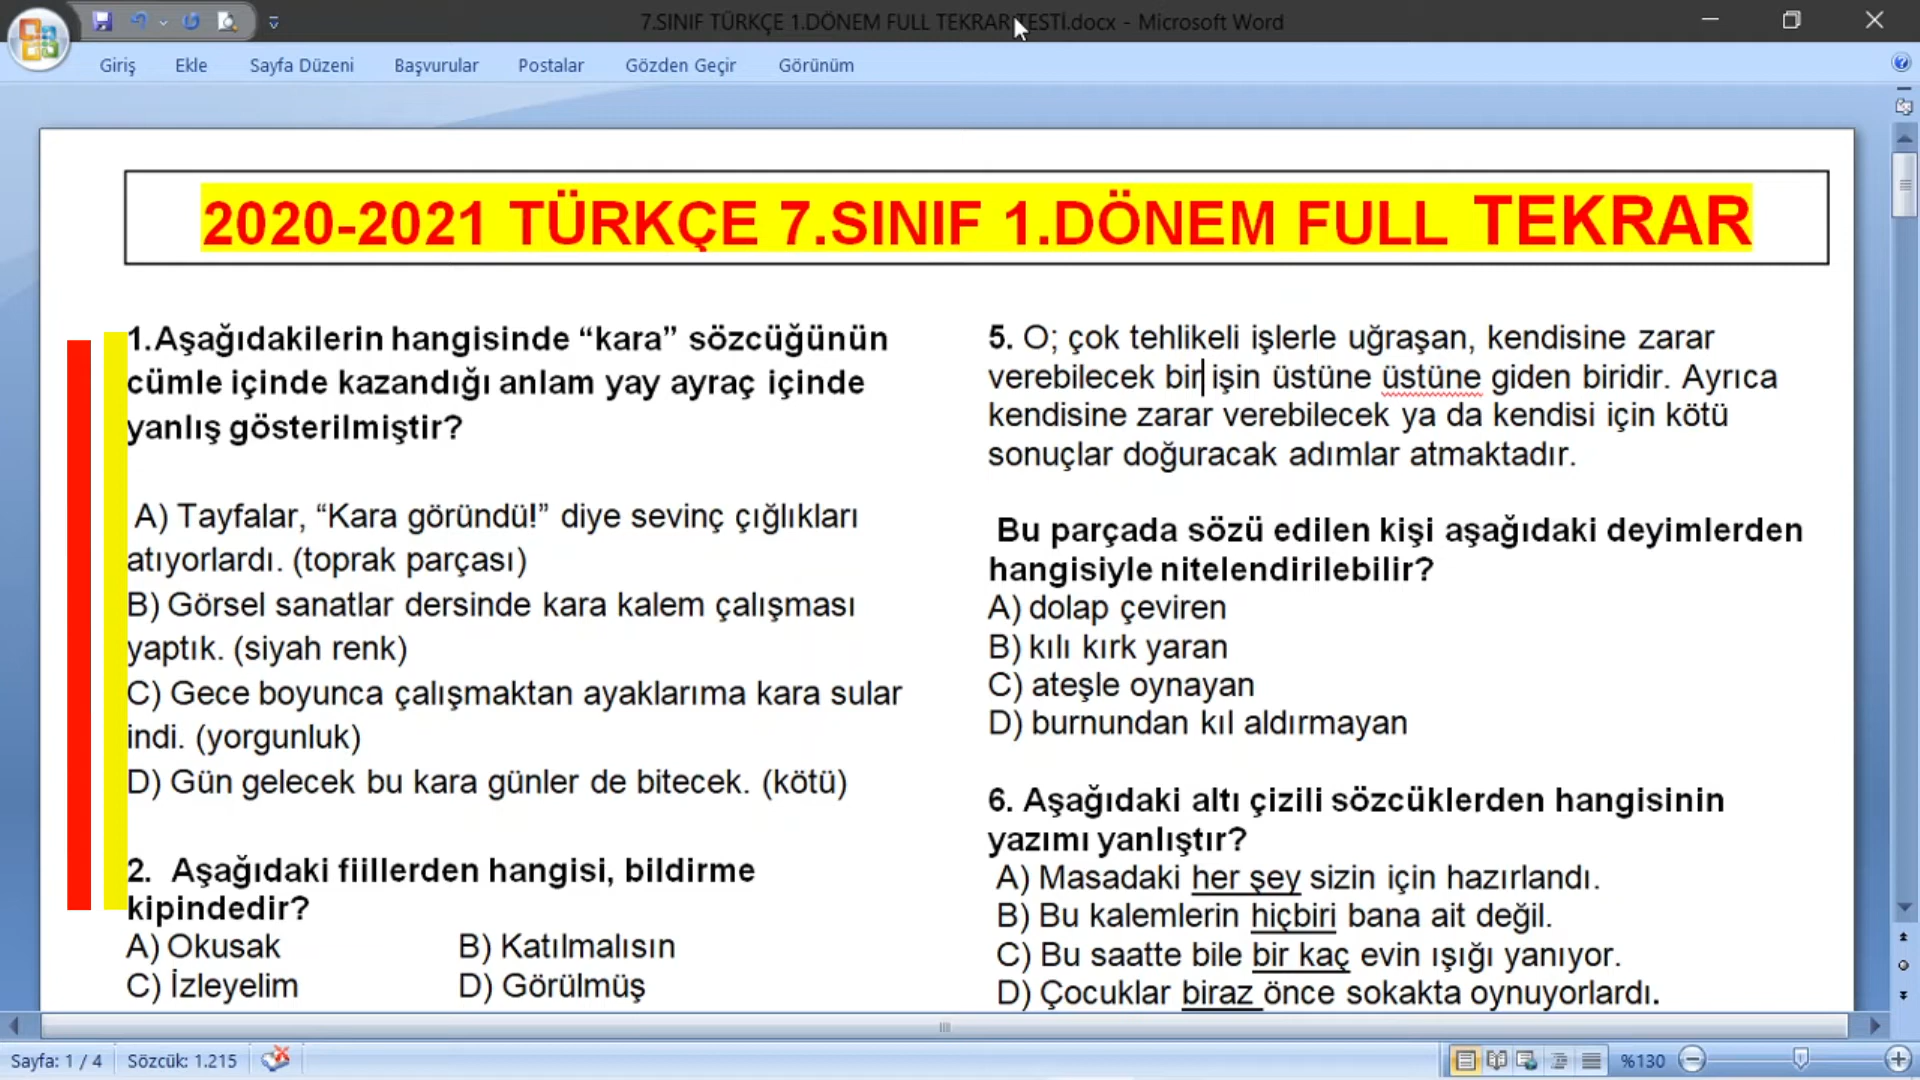 7.SINIF TÜRKÇE 1.DÖNEM FULL TEKRAR TESTİ.docx - Microsoft Word
Giriş Ekle Sayfa Düzeni Başvurular Postalar Gözden Geçir Görünüm
2020-2021 TÜRKÇE 7.SINIF 1.DÖNEM FULL TEKRAR
1.Aşağıdakilerin hangisinde “kara” sözcüğünün
cümle içinde kazandığı anlam yay ayraç içinde
yanlış gösterilmiştir?
A) Tayfalar, “Kara göründü!” diye sevinç çığlıkları
atıyorlardı. (toprak parçası)
B) Görsel sanatlar dersinde kara kalem çalışması
yaptık. (siyah renk)
C) Gece boyunca çalışmaktan ayaklarıma kara sular
indi. (yorgunluk)
D) Gün gelecek bu kara günler de bitecek. (kötü)
2. Aşağıdaki fiillerden hangisi, bildirme
kipindedir?
A) Okusak B) Katılmalısın
C) İzleyelim D) Görülmüş
5. O; çok tehlikeli işlerle uğraşan, kendisine zarar
verebilecek bir işin üstüne üstüne giden biridir. Ayrıca
kendisine zarar verebilecek ya da kendisi için kötü
sonuçlar doğuracak adımlar atmaktadır.
Bu parçada sözü edilen kişi aşağıdaki deyimlerden
hangisiyle nitelendirilebilir?
A) dolap çeviren
B) kılı kırk yaran
C) ateşle oynayan
D) burnundan kıl aldırmayan
6. Aşağıdaki altı çizili sözcüklerden hangisinin
yazımı yanlıştır?
A) Masadaki her şey sizin için hazırlandı.
B) Bu kalemlerin hiçbiri bana ait değil.
C) Bu saatte bile bir kaç evin ışığı yanıyor.
D) Çocuklar biraz önce sokakta oynuyorlardı.
Sayfa: 1 / 4 Sözcük: 1.215 %130